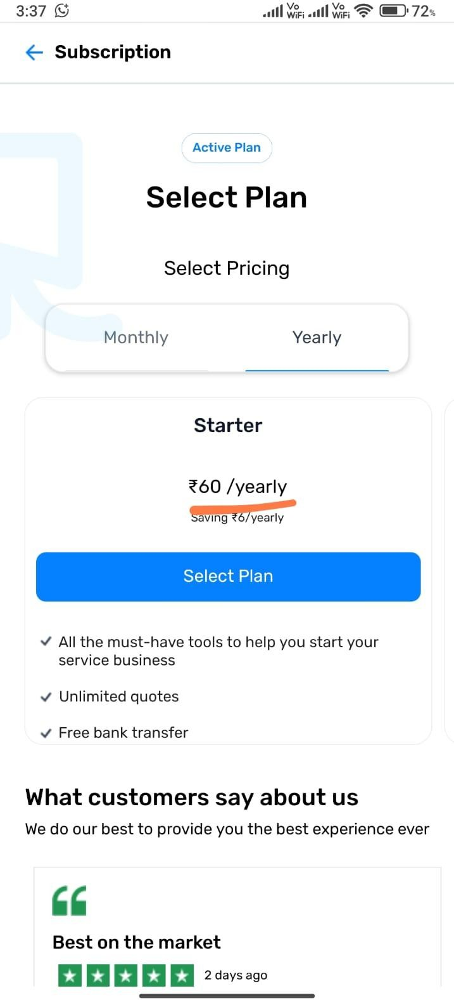 3:37 Vo WiFi Vo WiFi 72%
Subscription
Active Plan
Select Plan
Select Pricing
Monthly Yearly
Starter
₹60 /yearly
Saving ₹6/yearly
Select Plan
All the must-have tools to help you start your
service business
Unlimited quotes
Free bank transfer
What customers say about us
We do our best to provide you the best experience ever
Best on the market
2 days ago